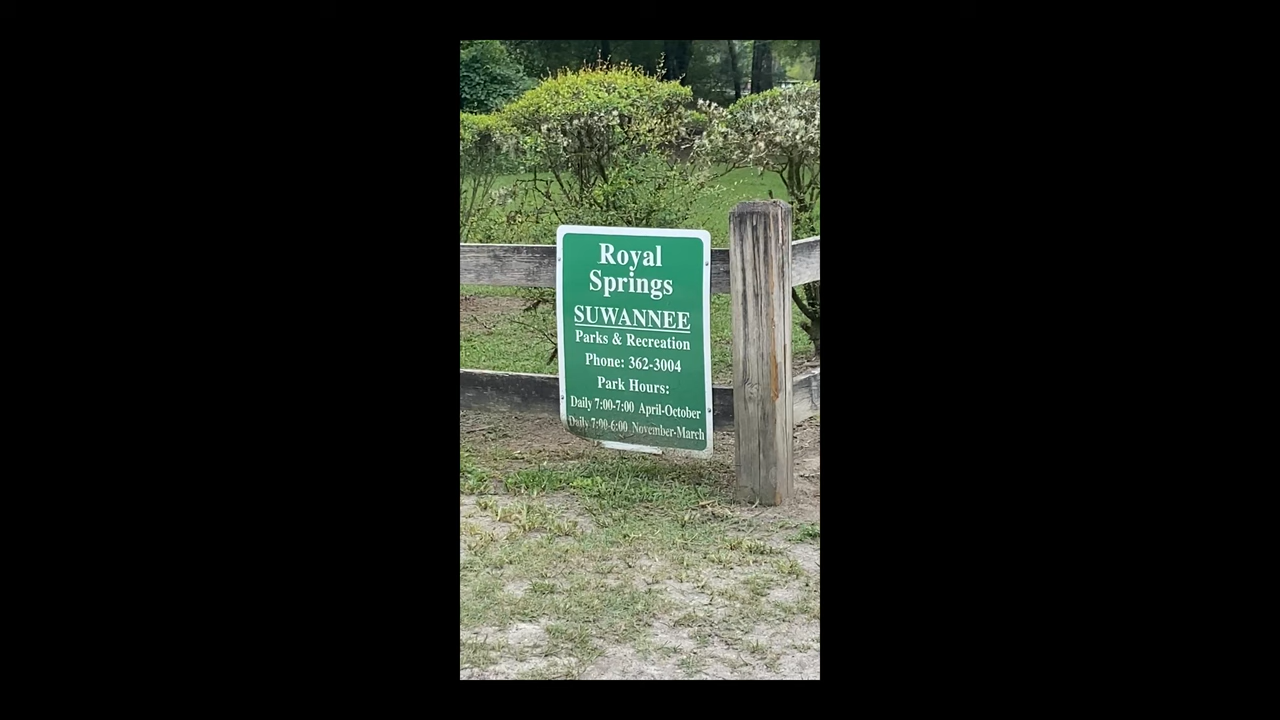 Royal
Springs
SUWANNEE
Parks & Recreation
Phone: 362-3004
Park Hours:
Daily 7:00-7:00 April-October
Daily 7:00-6:00 November-March